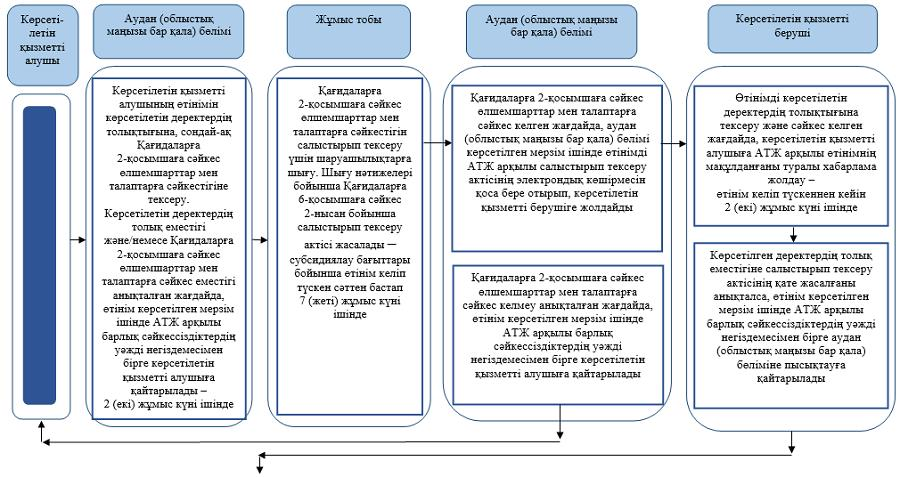 Көрсеті-
летін
қызметті
алушы
Аудан (облыстық
маңызы бар қала) бөлімі
Жұмыс тобы
Аудан (облыстық маңызы
бар қала) бөлімі
Көрсетілетін қызметті
беруші
Көрсетілетін қызметті
алушының өтінімін
көрсетілетін деректердің
толықтығына, сондай-ақ
Қағидаларға
2-қосымшаға сәйкес
өлшемшарттар мен
талаптарға сәйкестігіне
тексеру.
Көрсетілетін деректердің
толық еместігі
және/немесе Қағидаларға
2-қосымшаға сәйкес
өлшемшарттар мен
талаптарға сәйкес еместігі
анықталған жағдайда,
өтінім көрсетілген мерзім
ішінде АТЖ арқылы
барлық сәйкессіздіктердің
уәжді негіздемесімен
бірге көрсетілетін
қызметті алушыға
қайтарылады –
2 (екі) жұмыс күні ішінде
Қағидаларға
2-қосымшаға сәйкес
өлшемшарттар мен
талаптарға сәйкестігін
салыстырып тексеру
үшін шаруашылықтарға
шығу. Шығу нәтижелері
бойынша Қағидаларға
6-қосымшаға сәйкес
2-нысан бойынша
салыстырып тексеру
актісі жасалады —
субсидиялау бағыттары
бойынша өтінім келіп
түскен сәттен бастап
7 (жеті) жұмыс күні
ішінде
Қағидаларға 2-қосымшаға сәйкес
өлшемшарттар мен талаптарға
сәйкес келген жағдайда, аудан
(облыстық маңызы бар қала) бөлімі
көрсетілген мерзім ішінде өтінімді
АТЖ арқылы салыстырып тексеру
актісінің электрондық көшірмесін
қоса бере отырып, көрсетілетін
қызметті берушіге жолдайды
Қағидаларға 2-қосымшаға сәйкес
өлшемшарттар мен талаптарға
сәйкес келмеу анықталған жағдайда,
өтінім көрсетілген мерзім ішінде
АТЖ арқылы барлық
сәйкессіздіктердің уәжді
негіздемесімен бірге көрсетілетін
қызметті алушыға қайтарылады
Өтінімді көрсетілетін
деректердің толықтығына
тексеру және сәйкес келген
жағдайда, көрсетілетін қызметті
алушыға АТЖ арқылы өтінімнің
мақұлданғаны туралы хабарлама
жолдау –
өтінім келіп түскеннен кейін
2 (екі) жұмыс күні ішінде
Көрсетілген деректердің толық
еместігіне салыстырып тексеру
актісінің қате жасалғаны
анықталса, өтінім көрсетілген
мерзім ішінде АТЖ арқылы
барлық сәйкессіздіктердің уәжді
негіздемесімен бірге аудан
(облыстық маңызы бар қала)
бөліміне пысықтауға
қайтарылады